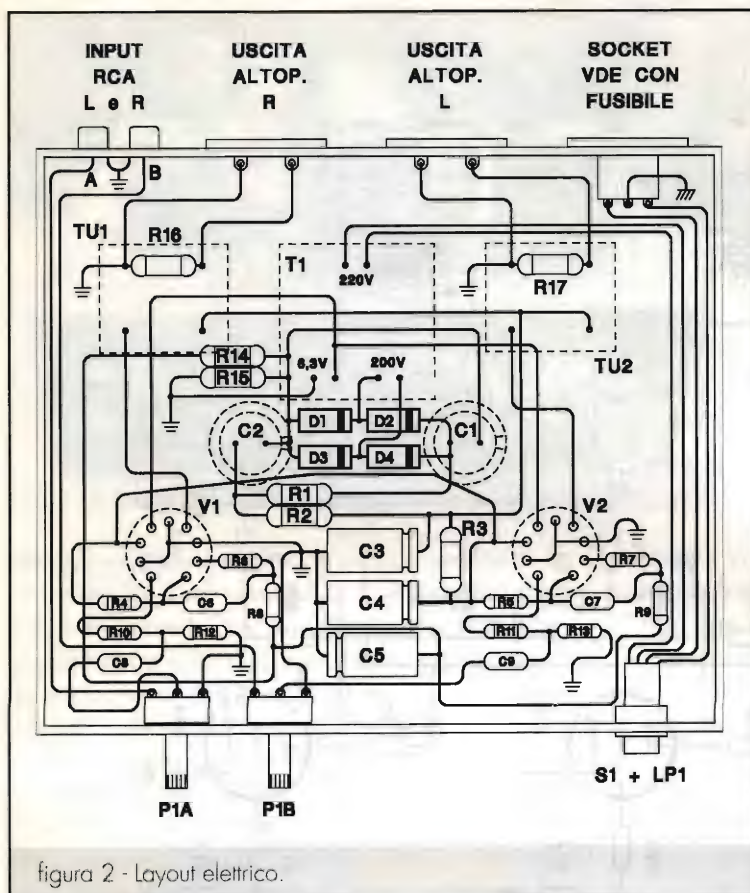 INPUT
RCA
L e R
USCITA
ALTOP.
R
USCITA
ALTOP.
L
SOCKET
VDE CON
FUSIBILE
A
B
TU1
R16
T1
220V
R17
TU2
R14
R15
6,3V
200V
C2
D1
D2
C1
D3
D4
R1
R2
V1
R3
V2
C3
R6
R7
R4
C6
R8
C4
R5
C7
R9
R10
R12
C5
R11
R13
C8
C9
P1A
P1B
S1 + LP1
figura 2 - Layout elettrico.